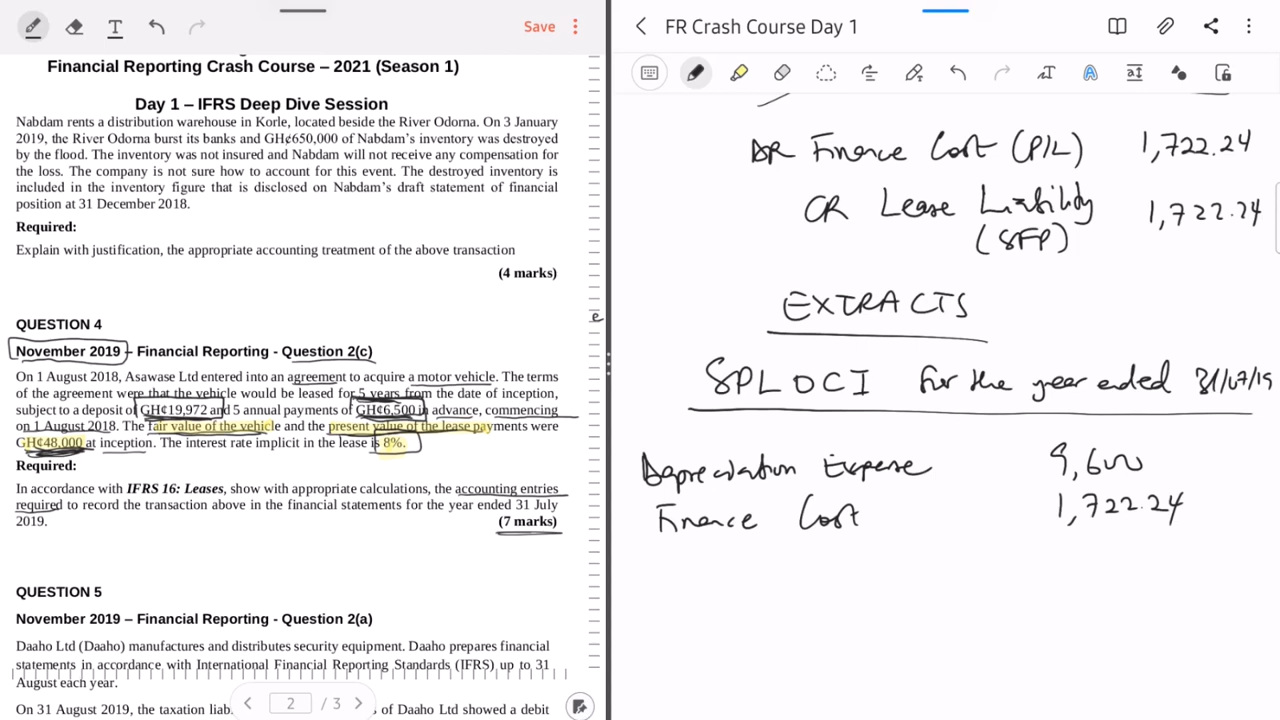 Save
Financial Reporting Crash Course – 2021 (Season 1)
Day 1 – IFRS Deep Dive Session
Nabdam rents a distribution warehouse in Korle, located beside the River Odorna. On 3 January
2019, the River Odorna burst its banks and GH¢650,000 of Nabdam's inventory was destroyed
by the flood. The inventory was not insured and Nabdam will not receive any compensation for
the loss. The company is not sure how to account for this event. The destroyed inventory is
included in the inventory figure that is disclosed on Nabdam's draft statement of financial
position at 31 December 2018.
Required:
Explain with justification, the appropriate accounting treatment of the above transaction
(4 marks)
QUESTION 4
November 2019 – Financial Reporting - Question 2(c)
On 1 August 2018, Asawase Ltd entered into an agreement to acquire a motor vehicle. The terms
of the agreement were that the vehicle would be leased for 5 years from the date of inception,
subject to a deposit of GH¢19,972 and 5 annual payments of GH¢6,500 in advance, commencing
on 1 August 2018. The fair value of the vehicle and the present value of the lease payments were
GH¢48,000 at inception. The interest rate implicit in the lease is 8%.
Required:
In accordance with IFRS 16: Leases, show with appropriate calculations, the accounting entries
required to record the transaction above in the financial statements for the year ended 31 July
2019. (7 marks)
QUESTION 5
November 2019 – Financial Reporting - Question 2(a)
Daaho Ltd (Daaho) manufactures and distributes security equipment. Daaho prepares financial
statements in accordance with International Financial Reporting Standards (IFRS) up to 31
August each year.
On 31 August 2019, the taxation liab of Daaho Ltd showed a debit
2 / 3
FR Crash Course Day 1
DR Finance Cost (P/L) 1,722.24
CR Lease Liability 1,722.24
(SFP)
EXTRACTS
SPLOCI for the year ended 31/07/19
Depreciation Expense 9,600
Finance Cost 1,722.24